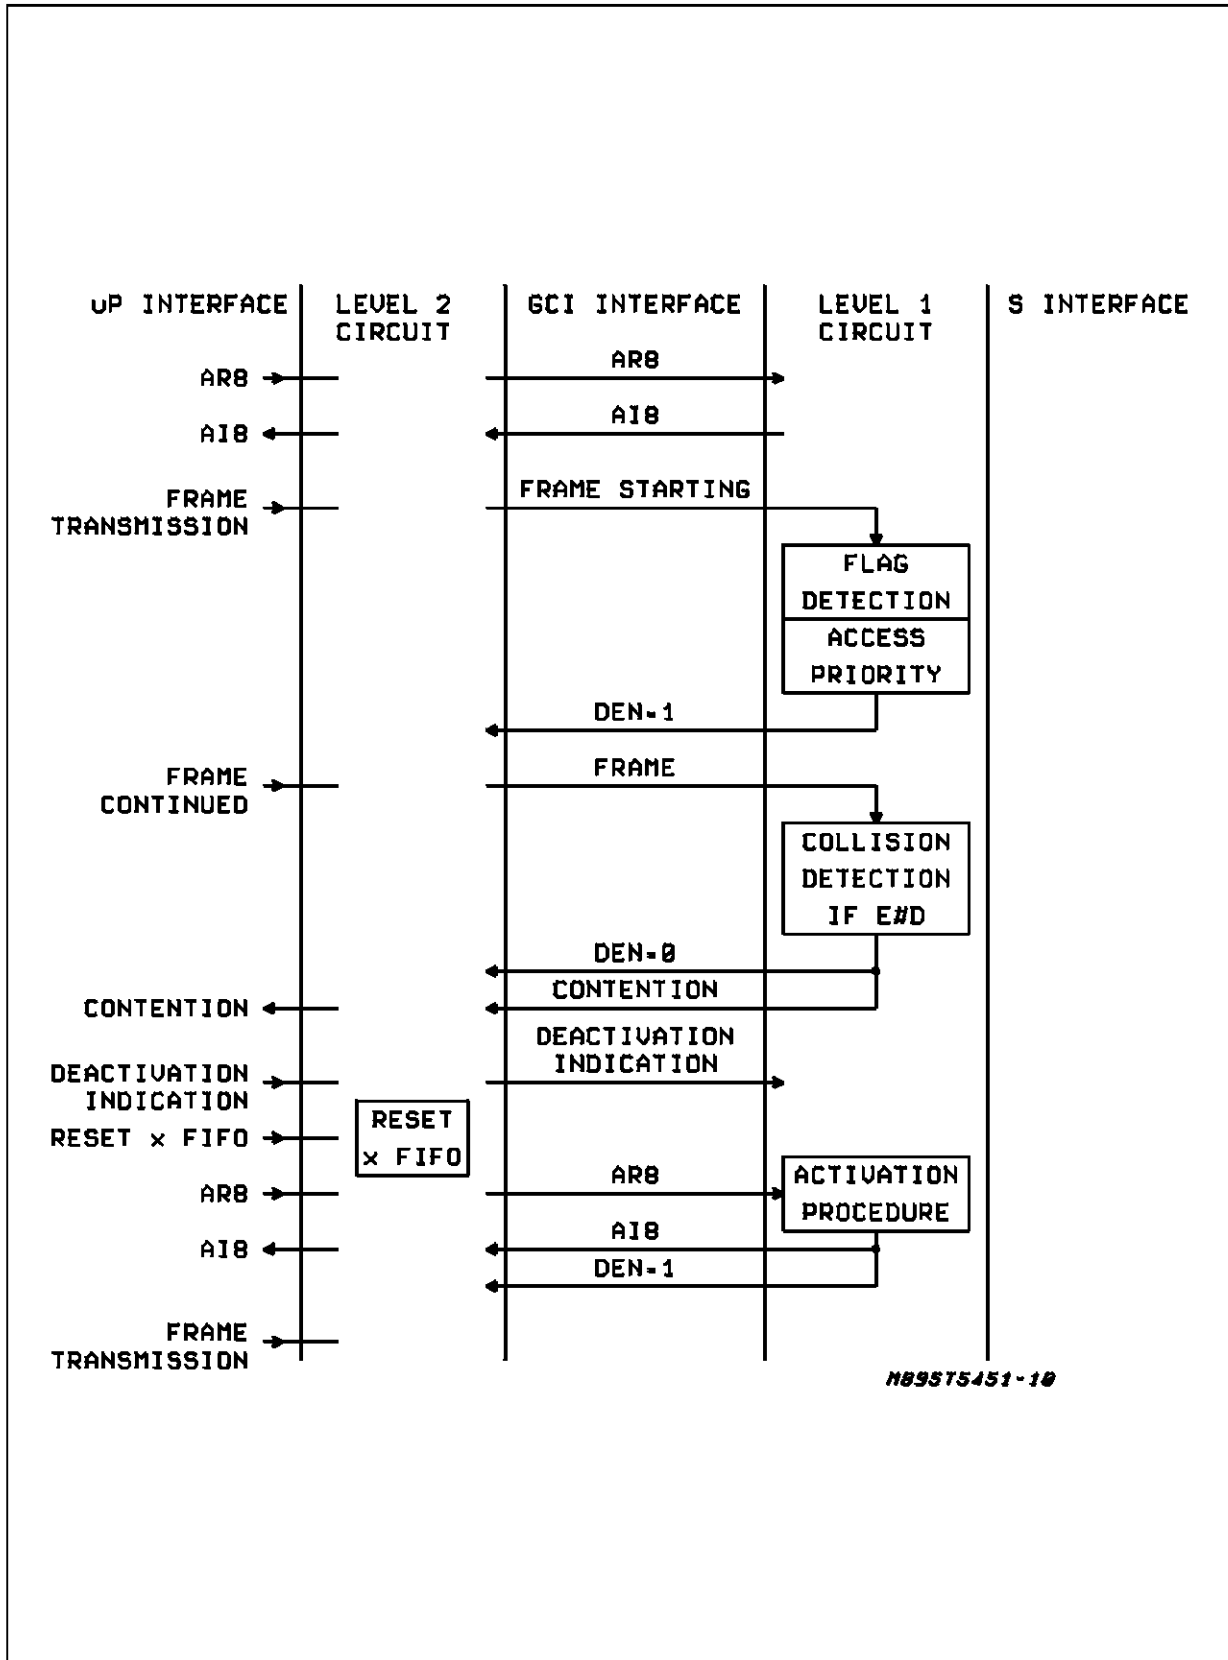 uP INTERFACE
LEVEL 2
CIRCUIT
GCI INTERFACE
LEVEL 1
CIRCUIT
S INTERFACE
AR8
AR8
AI8
AI8
FRAME
TRANSMISSION
FRAME STARTING
FLAG
DETECTION
ACCESS
PRIORITY
DEN=1
FRAME
CONTINUED
FRAME
COLLISION
DETECTION
IF E#D
DEN=0
CONTENTION
CONTENTION
DEACTIVATION
INDICATION
DEACTIVATION
INDICATION
RESET x FIFO
RESET
x FIFO
AR8
AR8
ACTIVATION
PROCEDURE
AI8
AI8
DEN=1
FRAME
TRANSMISSION
M89ST5451-10